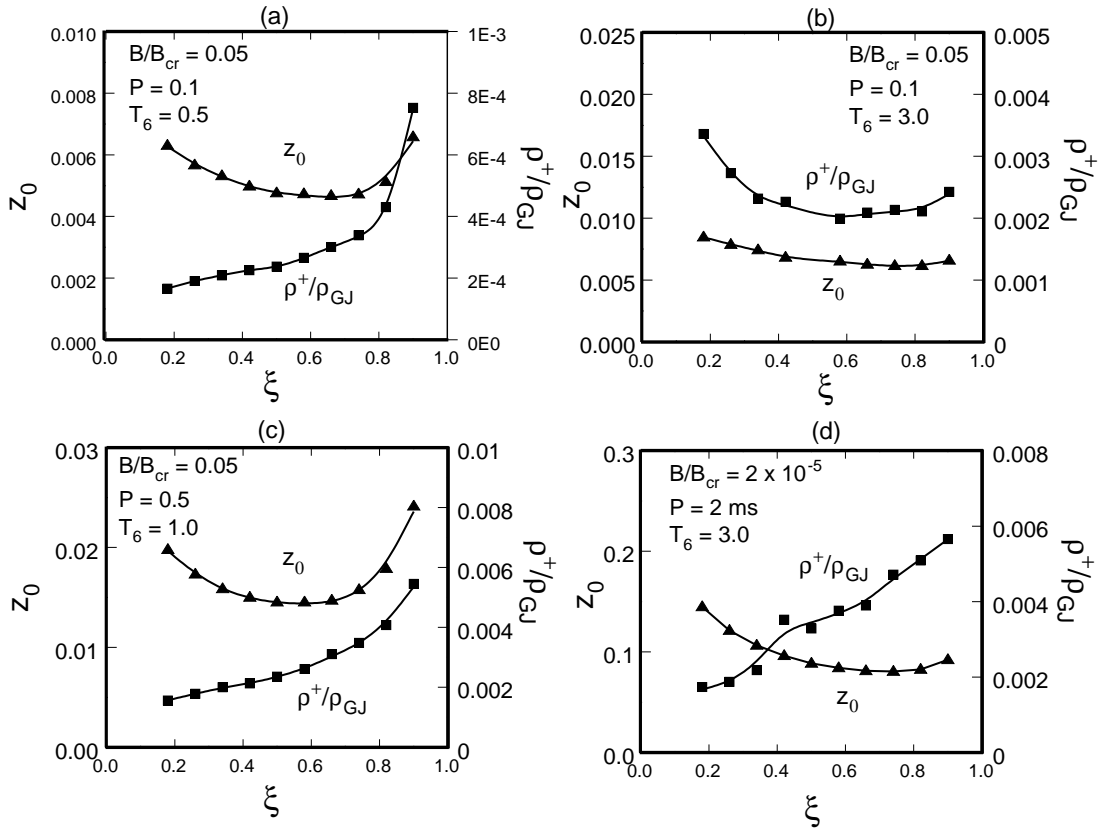 (a)
0.010
0.008
0.006
0.004
0.002
0.000
z0
B/Bcr = 0.05
P = 0.1
T6 = 0.5
z0
ρ+/ρGJ
1E-3
8E-4
6E-4
4E-4
2E-4
0E0
ρ+/ρGJ
0.0 0.2 0.4 0.6 0.8 1.0
ξ
(b)
0.025
0.020
0.015
0.010
0.005
0.000
z0
B/Bcr = 0.05
P = 0.1
T6 = 3.0
ρ+/ρGJ
z0
0.005
0.004
0.003
0.002
0.001
0
ρ+/ρGJ
0.0 0.2 0.4 0.6 0.8 1.0
ξ
(c)
0.03
0.02
0.01
0.00
z0
B/Bcr = 0.05
P = 0.5
T6 = 1.0
z0
ρ+/ρGJ
0.01
0.008
0.006
0.004
0.002
0
ρ+/ρGJ
0.0 0.2 0.4 0.6 0.8 1.0
ξ
(d)
0.3
0.2
0.1
0.0
z0
B/Bcr = 2 x 10-5
P = 2 ms
T6 = 3.0
ρ+/ρGJ
z0
0.008
0.006
0.004
0.002
0
ρ+/ρGJ
0.0 0.2 0.4 0.6 0.8 1.0
ξ